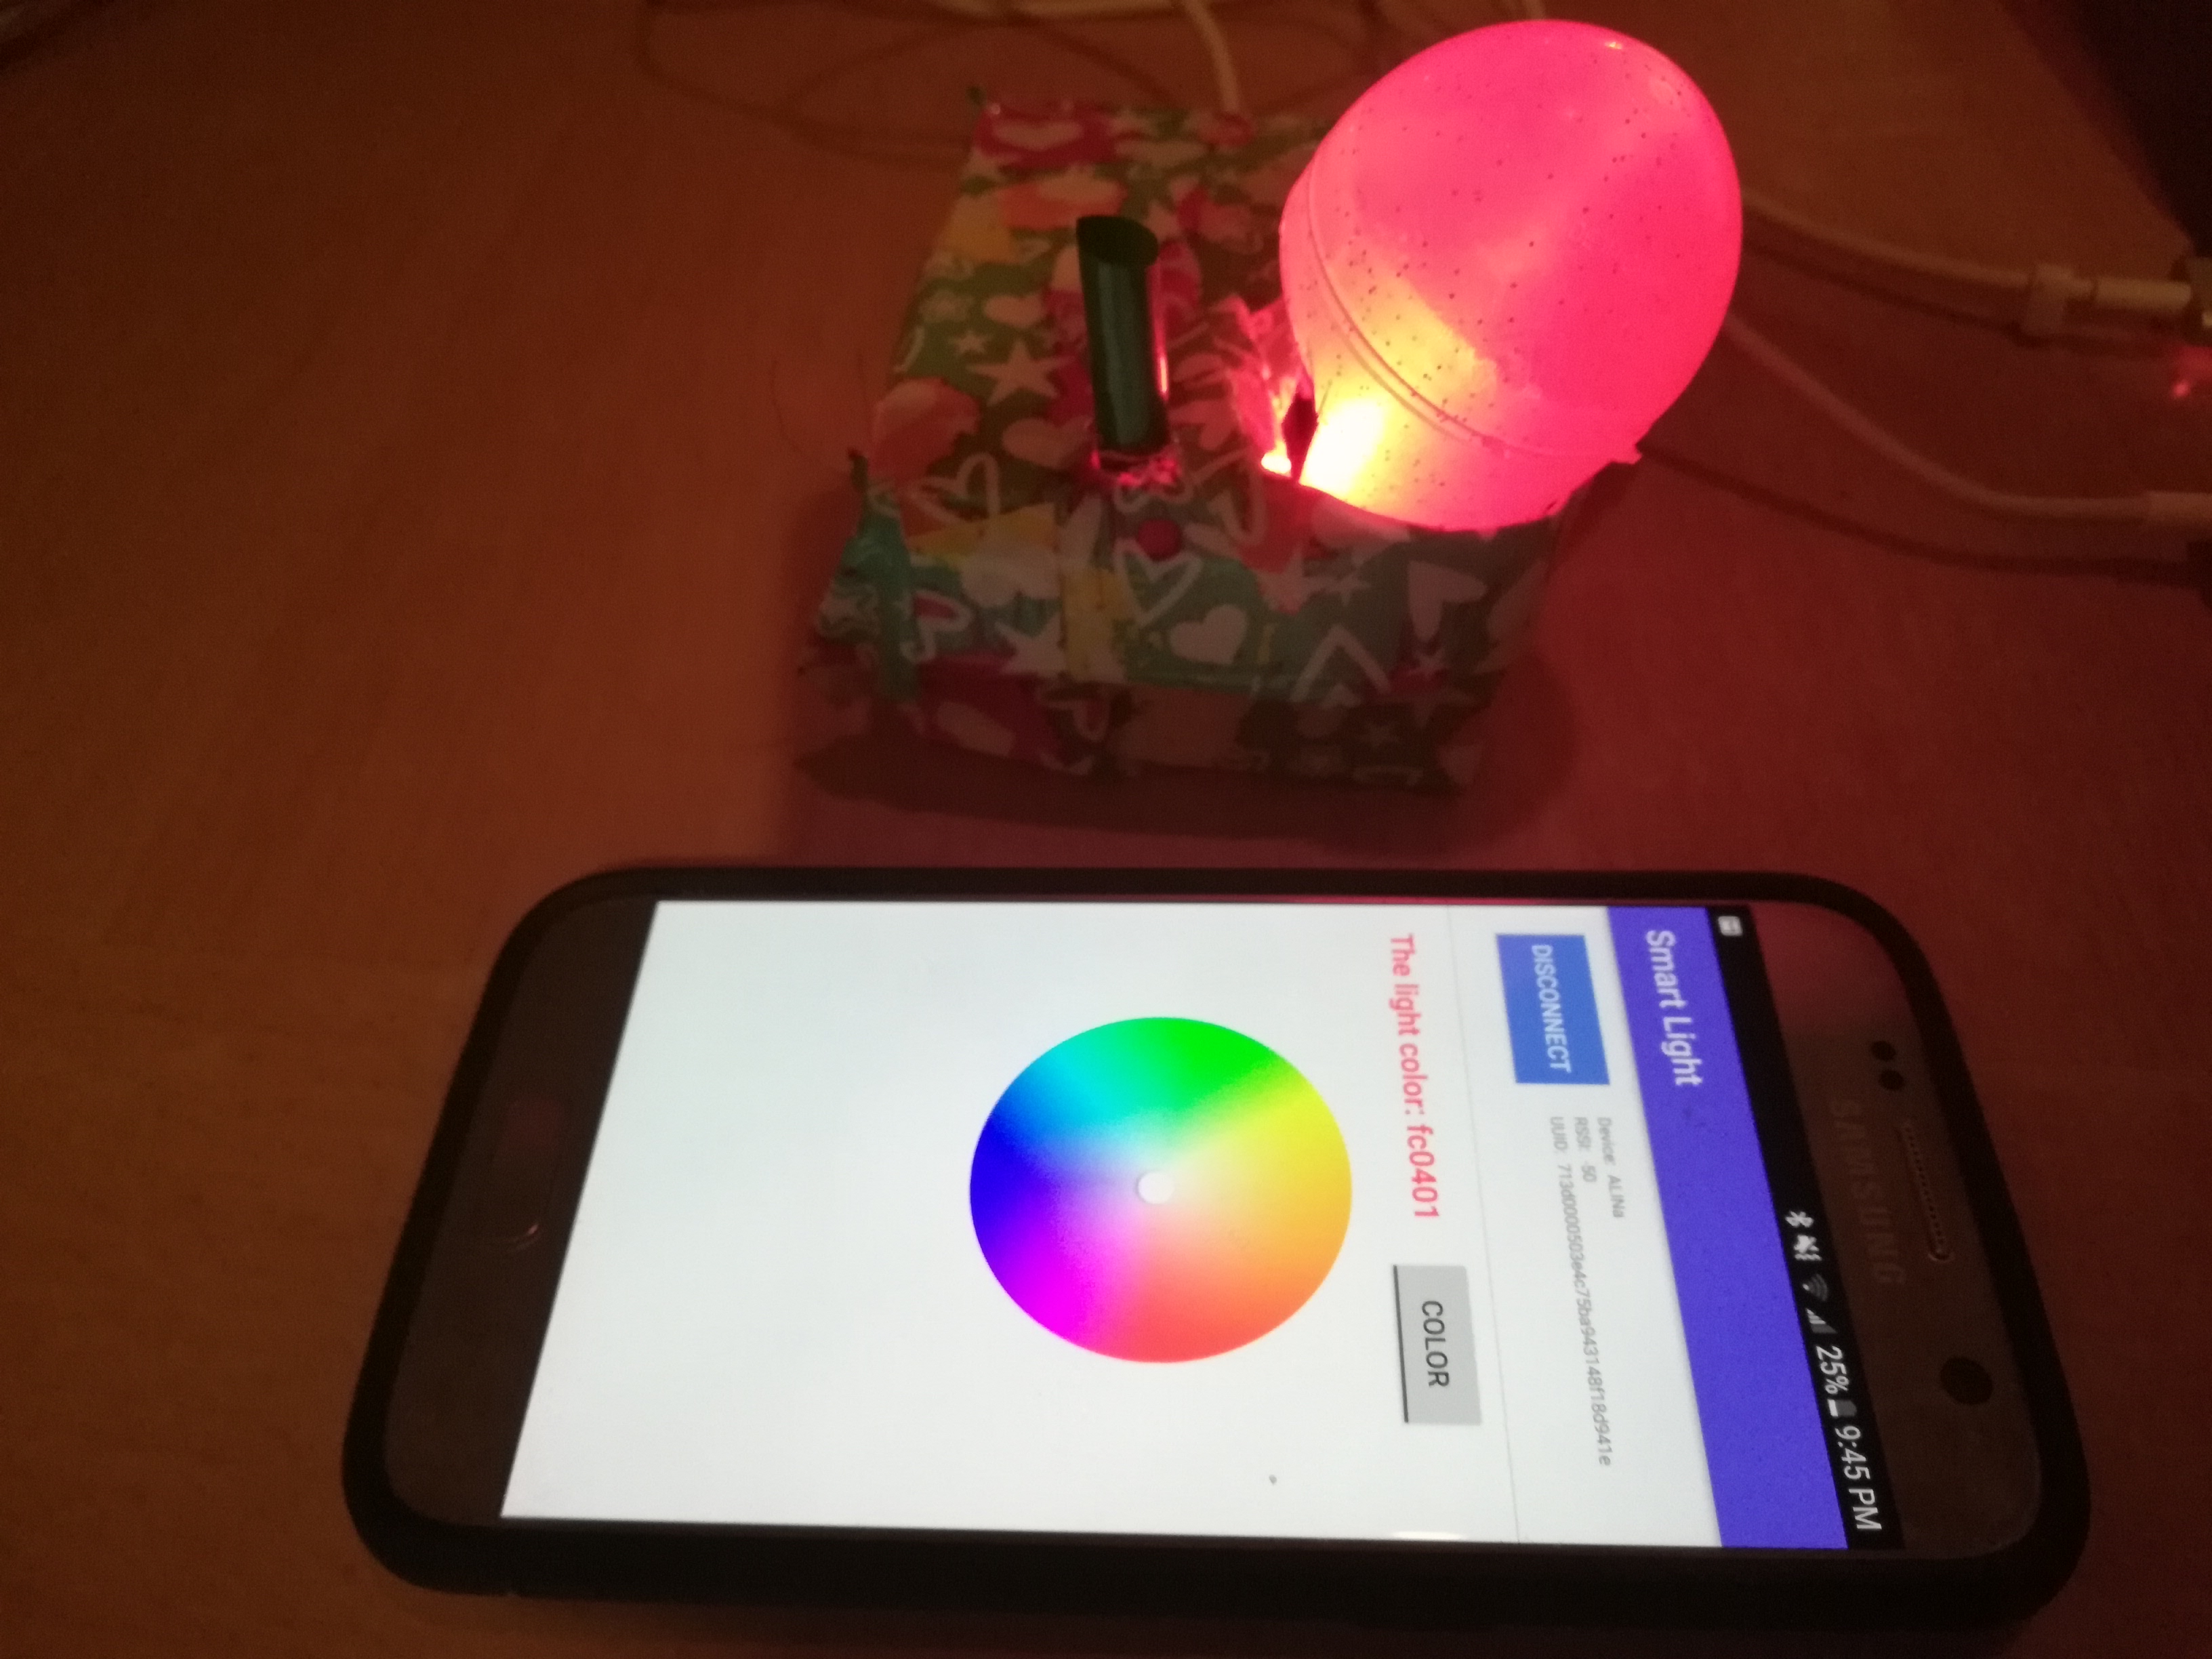 SAMSUNG
25% 9:45 PM
Smart Light
DISCONNECT
Device: ALINa
RSSI: -50
UUID: 713d0000503e4c75ba943148f18d941e
The light color: fc0401
COLOR